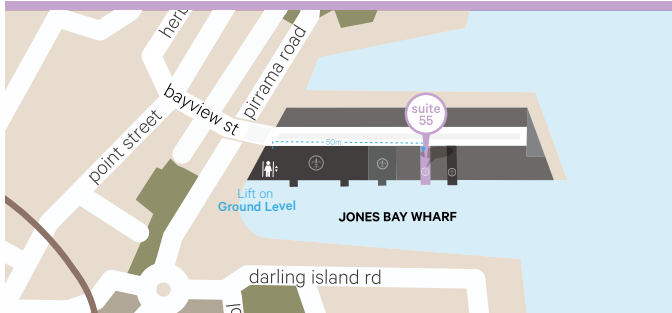 herb
pirrama road
bayview st
point street
suite
55
50m
Lift on
Ground Level
JONES BAY WHARF
darling island rd